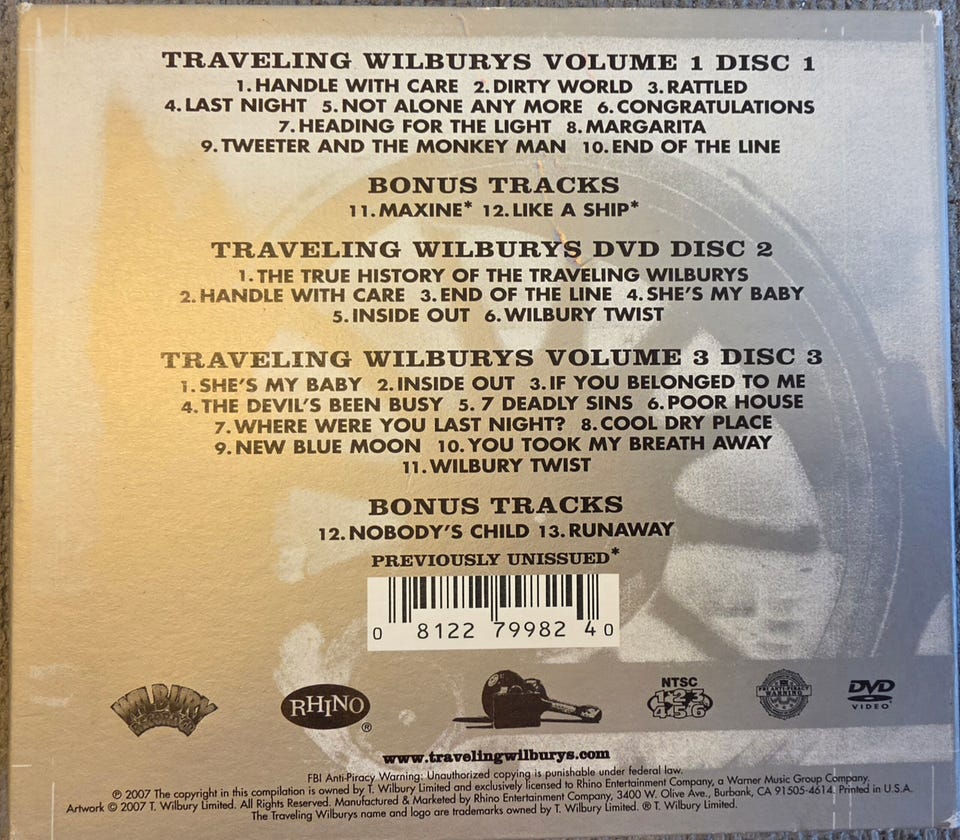 TRAVELING WILBURYS VOLUME 1 DISC 1
1. HANDLE WITH CARE 2. DIRTY WORLD 3. RATTLED
4. LAST NIGHT 5. NOT ALONE ANY MORE 6. CONGRATULATIONS
7. HEADING FOR THE LIGHT 8. MARGARITA
9. TWEETER AND THE MONKEY MAN 10. END OF THE LINE
BONUS TRACKS
11. MAXINE* 12. LIKE A SHIP*
TRAVELING WILBURYS DVD DISC 2
1. THE TRUE HISTORY OF THE TRAVELING WILBURYS
2. HANDLE WITH CARE 3. END OF THE LINE 4. SHE'S MY BABY
5. INSIDE OUT 6. WILBURY TWIST
TRAVELING WILBURYS VOLUME 3 DISC 3
1. SHE'S MY BABY 2. INSIDE OUT 3. IF YOU BELONGED TO ME
4. THE DEVIL'S BEEN BUSY 5. 7 DEADLY SINS 6. POOR HOUSE
7. WHERE WERE YOU LAST NIGHT? 8. COOL DRY PLACE
9. NEW BLUE MOON 10. YOU TOOK MY BREATH AWAY
11. WILBURY TWIST
BONUS TRACKS
12. NOBODY'S CHILD 13. RUNAWAY
PREVIOUSLY UNISSUED*
0 8122 79982 4 0
WILBURY RECORD CO
RHINO ®
NTSC
1 2 3
4 5 6
FBI ANTI-PIRACY WARNING
DVD VIDEO
www.travelingwilburys.com
FBI Anti-Piracy Warning: Unauthorized copying is punishable under federal law.
℗ 2007 The copyright in this compilation is owned by T. Wilbury Limited and exclusively licensed to Rhino Entertainment Company, a Warner Music Group Company.
Artwork © 2007 T. Wilbury Limited. All Rights Reserved. Manufactured & Marketed by Rhino Entertainment Company, 3400 W. Olive Ave., Burbank, CA 91505-4614. Printed in U.S.A.
The Traveling Wilburys name and logo are trademarks owned by T. Wilbury Limited. ® T. Wilbury Limited.